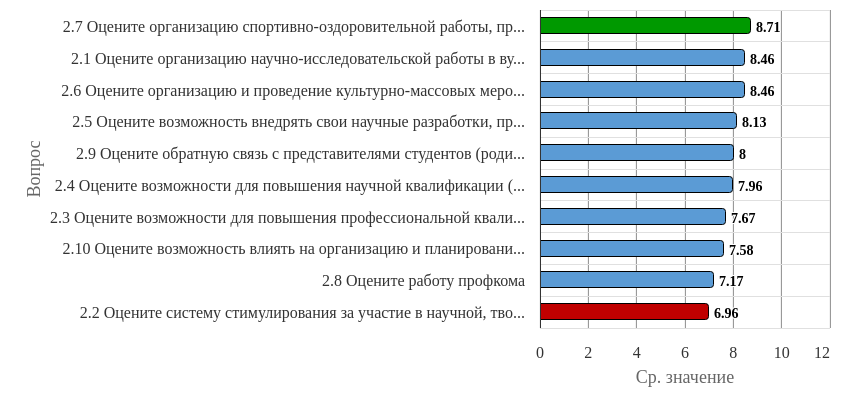 2.7 Оцените организацию спортивно-оздоровительной работы, пр... 8.71
2.1 Оцените организацию научно-исследовательской работы в ву... 8.46
2.6 Оцените организацию и проведение культурно-массовых меро... 8.46
2.5 Оцените возможность внедрять свои научные разработки, пр... 8.13
2.9 Оцените обратную связь с представителями студентов (роди... 8
2.4 Оцените возможности для повышения научной квалификации (... 7.96
2.3 Оцените возможности для повышения профессиональной квали... 7.67
2.10 Оцените возможность влиять на организацию и планировани... 7.58
2.8 Оцените работу профкома 7.17
2.2 Оцените систему стимулирования за участие в научной, тво... 6.96
Вопрос
0 2 4 6 8 10 12
Ср. значение